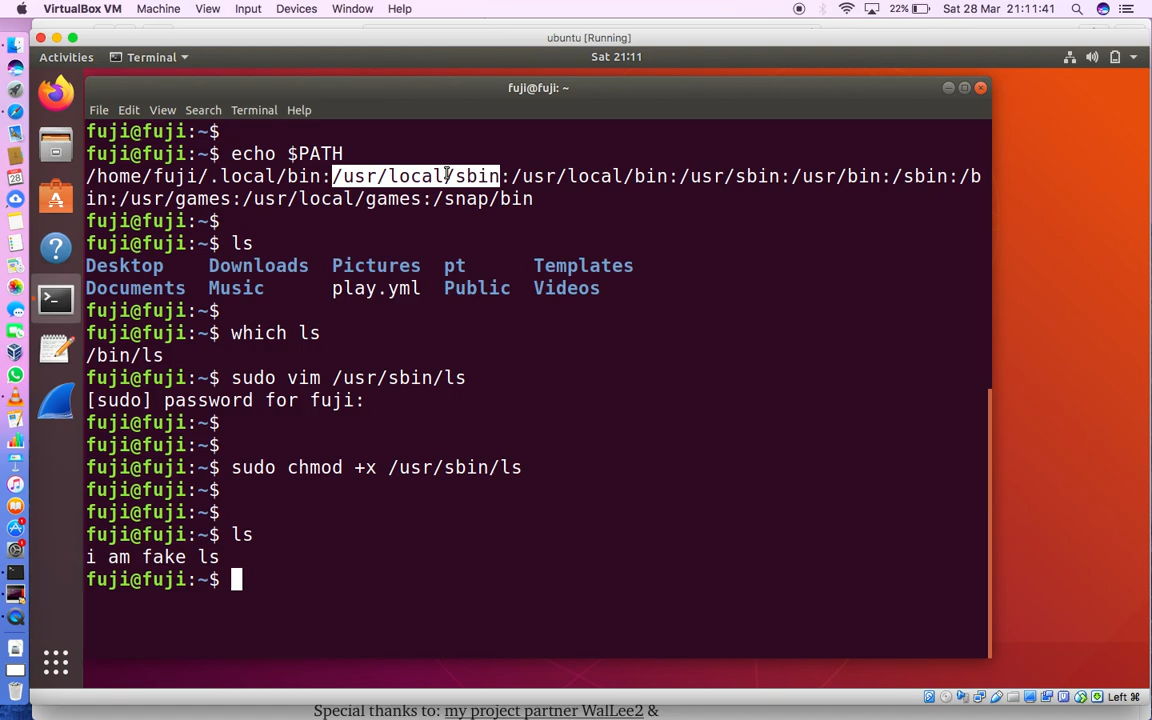 VirtualBox VM Machine View Input Devices Window Help 22% Sat 28 Mar 21:11:41
ubuntu [Running]
Activities Terminal Sat 21:11
fuji@fuji: ~
File Edit View Search Terminal Help
fuji@fuji:~$
fuji@fuji:~$ echo $PATH
/home/fuji/.local/bin:/usr/local/sbin:/usr/local/bin:/usr/sbin:/usr/bin:/sbin:/b
in:/usr/games:/usr/local/games:/snap/bin
fuji@fuji:~$
fuji@fuji:~$ ls
Desktop Downloads Pictures pt Templates
Documents Music play.yml Public Videos
fuji@fuji:~$
fuji@fuji:~$ which ls
/bin/ls
fuji@fuji:~$ sudo vim /usr/sbin/ls
[sudo] password for fuji:
fuji@fuji:~$
fuji@fuji:~$
fuji@fuji:~$ sudo chmod +x /usr/sbin/ls
fuji@fuji:~$
fuji@fuji:~$
fuji@fuji:~$ ls
i am fake ls
fuji@fuji:~$
Left ⌘
Special thanks to: my project partner WalLee2 &